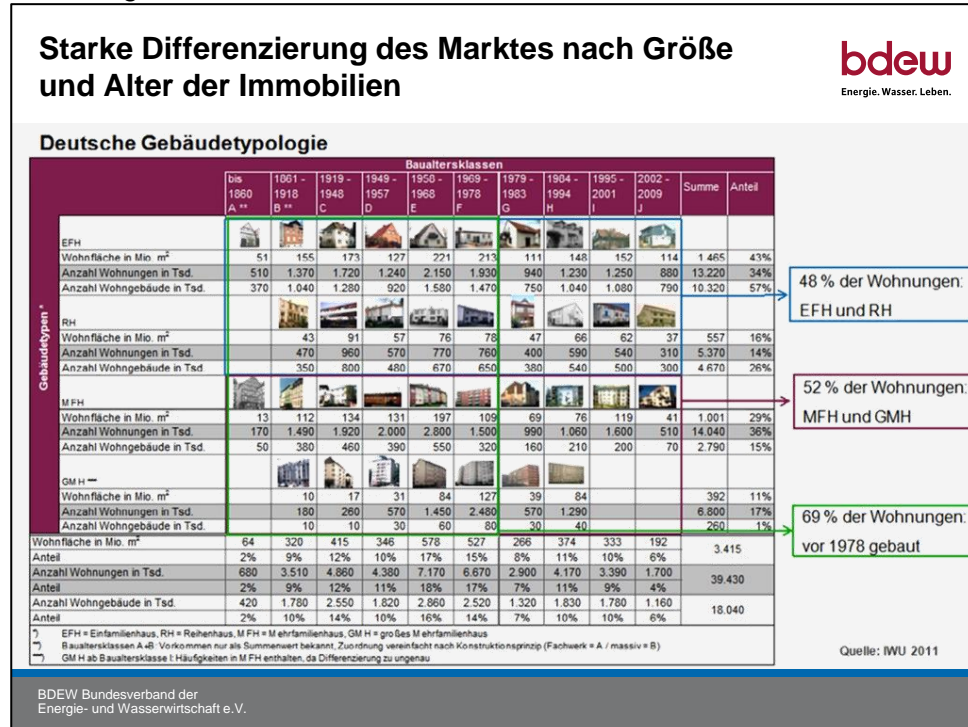 Starke Differenzierung des Marktes nach Größe
und Alter der Immobilien
bdew
Energie. Wasser. Leben.
Deutsche Gebäudetypologie
Baualtersklassen
bis 1860 A ** 1861 - 1918 B ** 1919 - 1948 C 1949 - 1957 D 1958 - 1968 E 1969 - 1978 F 1979 - 1983 G 1984 - 1994 H 1995 - 2001 I 2002 - 2009 J Summe Anteil
Gebäudetypen *
EFH
Wohnfläche in Mio. m² 51 155 173 127 221 213 111 148 152 114 1.465 43%
Anzahl Wohnungen in Tsd. 510 1.370 1.720 1.240 2.150 1.930 940 1.230 1.250 880 13.220 34%
Anzahl Wohngebäude in Tsd. 370 1.040 1.280 920 1.580 1.470 750 1.040 1.080 790 10.320 57%
RH
Wohnfläche in Mio. m² 43 91 57 76 78 47 66 62 37 557 16%
Anzahl Wohnungen in Tsd. 470 960 570 770 760 400 590 540 310 5.370 14%
Anzahl Wohngebäude in Tsd. 350 800 480 670 650 380 540 500 300 4.670 26%
MFH
Wohnfläche in Mio. m² 13 112 134 131 197 109 69 76 119 41 1.001 29%
Anzahl Wohnungen in Tsd. 170 1.490 1.920 2.000 2.800 1.500 990 1.060 1.600 510 14.040 36%
Anzahl Wohngebäude in Tsd. 50 380 460 390 550 320 160 210 200 70 2.790 15%
GMH ***
Wohnfläche in Mio. m² 10 17 31 84 127 39 84 392 11%
Anzahl Wohnungen in Tsd. 180 260 570 1.450 2.480 570 1.290 6.800 17%
Anzahl Wohngebäude in Tsd. 10 10 30 60 80 30 40 260 1%
Wohnfläche in Mio. m² 64 320 415 346 578 527 266 374 333 192 3.415
Anteil 2% 9% 12% 10% 17% 15% 8% 11% 10% 6%
Anzahl Wohnungen in Tsd. 680 3.510 4.860 4.380 7.170 6.670 2.900 4.170 3.390 1.700 39.430
Anteil 2% 9% 12% 11% 18% 17% 7% 11% 9% 4%
Anzahl Wohngebäude in Tsd. 420 1.780 2.550 1.820 2.860 2.520 1.320 1.830 1.780 1.160 18.040
Anteil 2% 10% 14% 10% 16% 14% 7% 10% 10% 6%
*) EFH = Einfamilienhaus, RH = Reihenhaus, MFH = Mehrfamilienhaus, GMH = großes Mehrfamilienhaus
**) Baualtersklassen A+B: Vorkommen nur als Summenwert bekannt, Zuordnung vereinfacht nach Konstruktionsprinzip (Fachwerk = A / massiv = B)
***) GMH ab Baualtersklasse I: Häufigkeiten in MFH enthalten, da Differenzierung zu ungenau
48 % der Wohnungen:
EFH und RH
52 % der Wohnungen:
MFH und GMH
69 % der Wohnungen:
vor 1978 gebaut
Quelle: IWU 2011
BDEW Bundesverband der
Energie- und Wasserwirtschaft e.V.